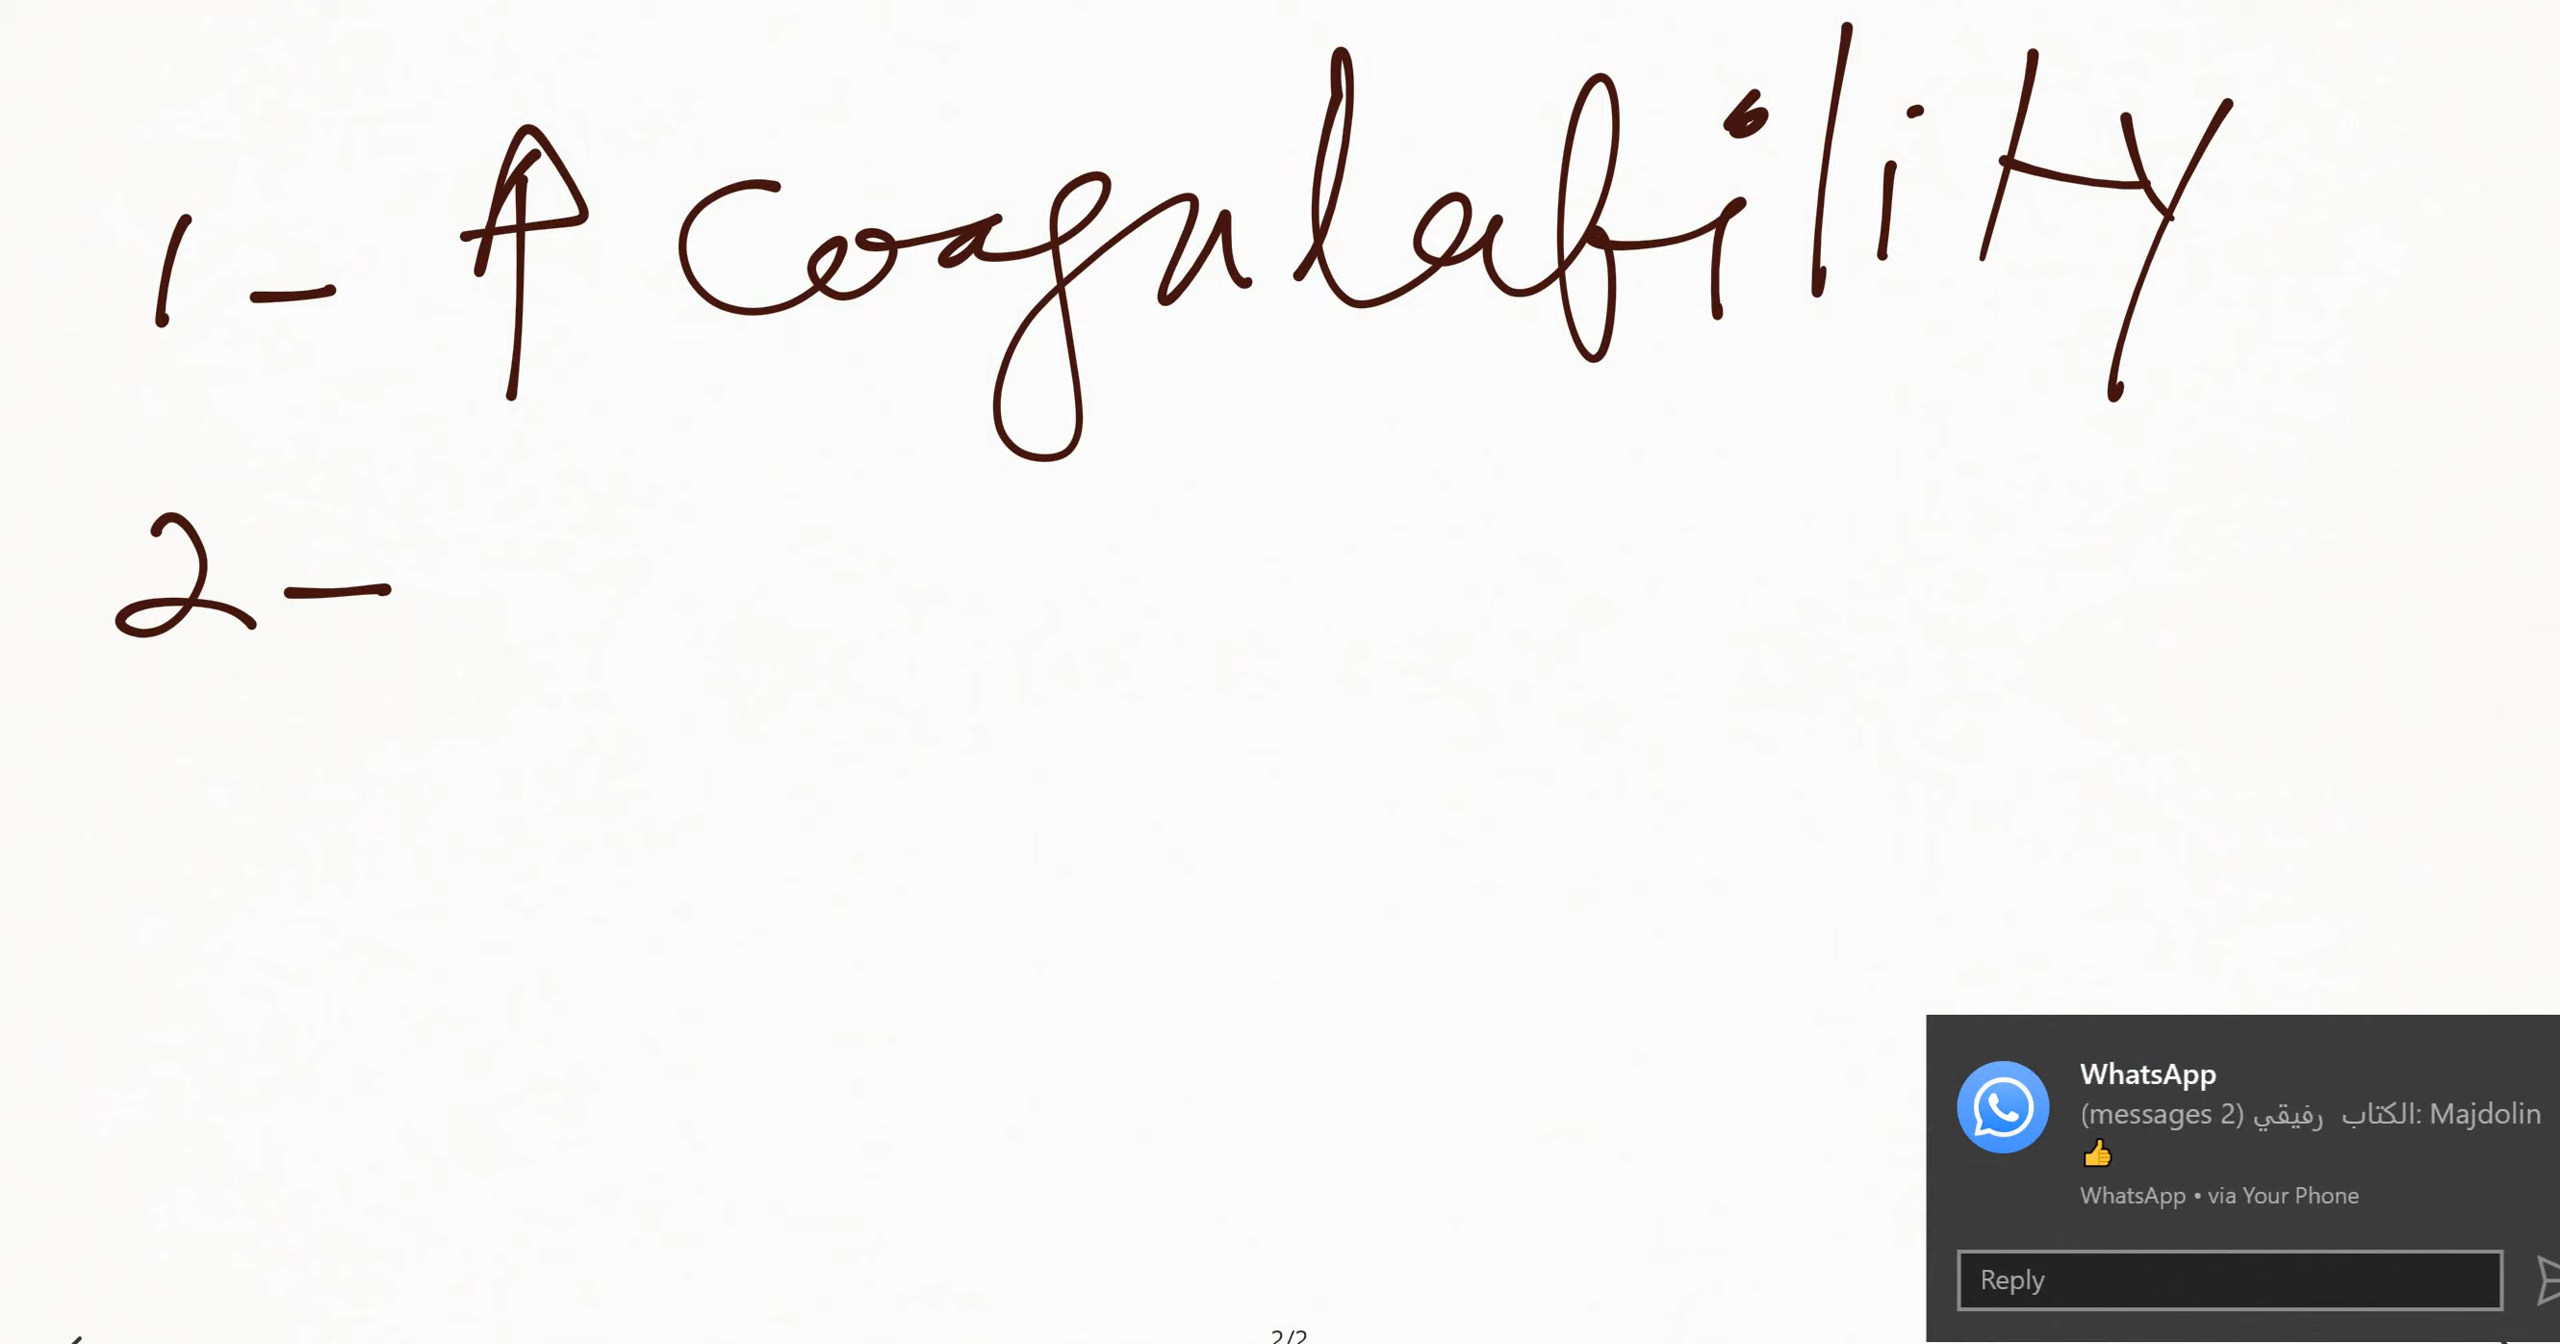 1- ↑ Coagulability
2-
WhatsApp
(messages 2) الكتاب رفيقي: Majdolin
👍
WhatsApp • via Your Phone
Reply
2/2